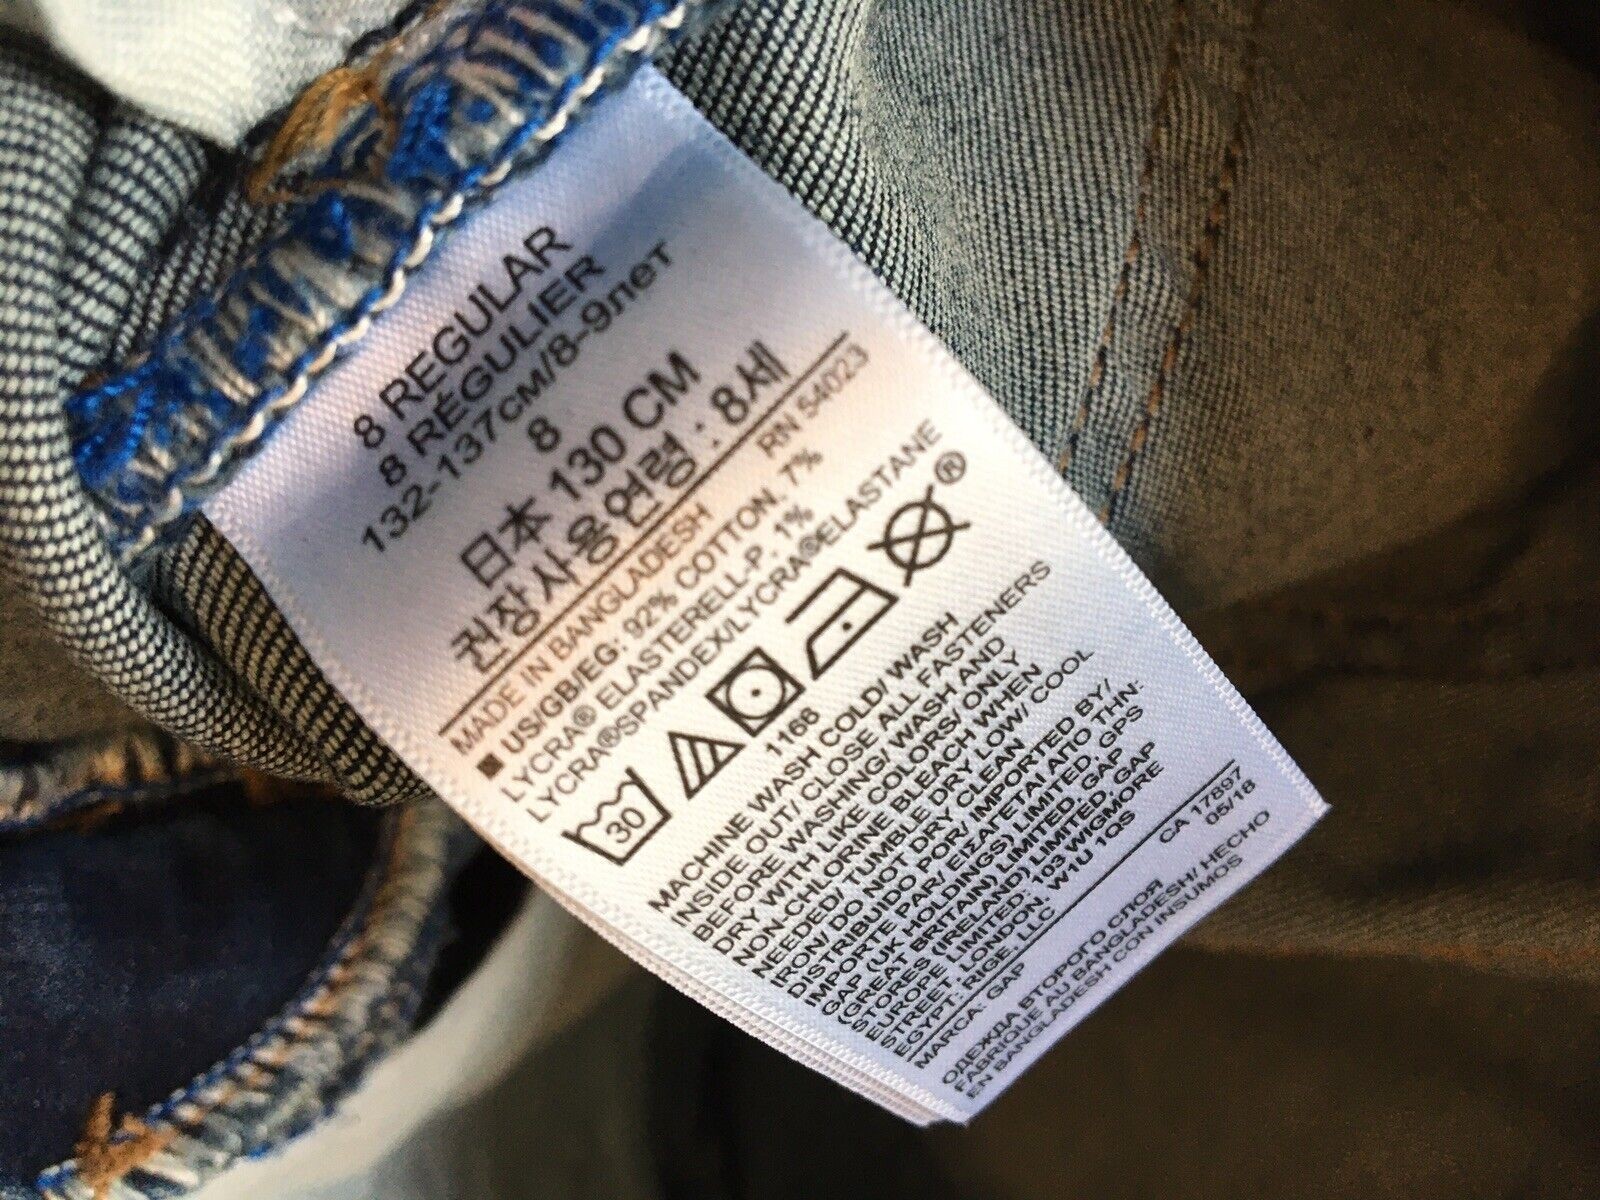 8 REGULAR
8 RÉGULIER
132-137см/8-9лет
8
日本 130 CM
권장사용연령 : 8세
MADE IN BANGLADESH RN 54023
■ US/GB/EG: 92% COTTON, 7%
LYCRA® ELASTERELL-P. 1%
LYCRA®SPANDEX/LYCRA®ELASTANE
30
®
1166
MACHINE WASH COLD/ WASH
INSIDE OUT/ CLOSE ALL FASTENERS
BEFORE WASHING/ WASH AND
DRY WITH LIKE COLORS/ ONLY
NON-CHLORINE BLEACH WHEN
NEEDED/ TUMBLE DRY LOW/ COOL
IRON/ DO NOT DRY CLEAN
DISTRIBUIDO POR/ IMPORTED BY/
IMPORTÉ PAR/ ΕΙΣΑΓΕΤΑΙ ΑΠΟ ΤΗΝ:
GAP (UK HOLDINGS) LIMITED. GPS
(GREAT BRITAIN) LIMITED. GAP
STORES (IRELAND) LIMITED. GAP
EUROPE LIMITED: 103 WIGMORE
STREET, LONDON. W1U 1QS
EGYPT: RIGE, LLC
MARCA: GAP CA 17897
05/18
ОДЕЖДА ВТОРОГО СЛОЯ
FABRIQUÉ AU BANGLADESH/ HECHO
EN BANGLADESH CON INSUMOS